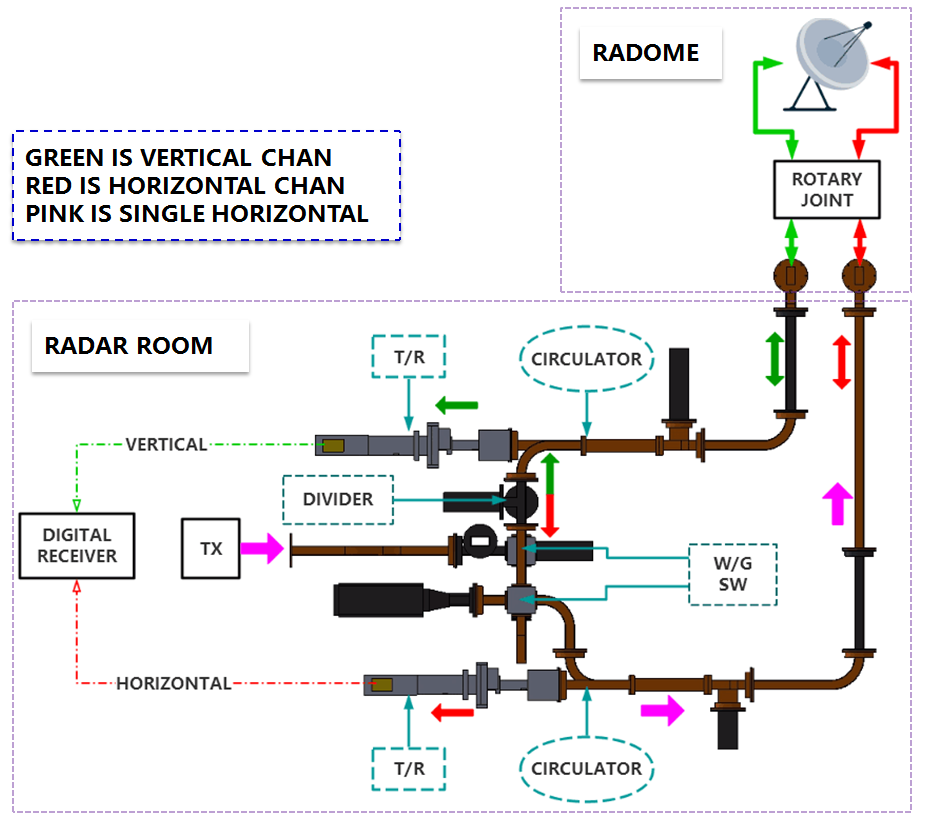 RADOME
GREEN IS VERTICAL CHAN
RED IS HORIZONTAL CHAN
PINK IS SINGLE HORIZONTAL
ROTARY
JOINT
RADAR ROOM
T/R
CIRCULATOR
VERTICAL
DIVIDER
DIGITAL
RECEIVER
TX
W/G
SW
HORIZONTAL
T/R
CIRCULATOR